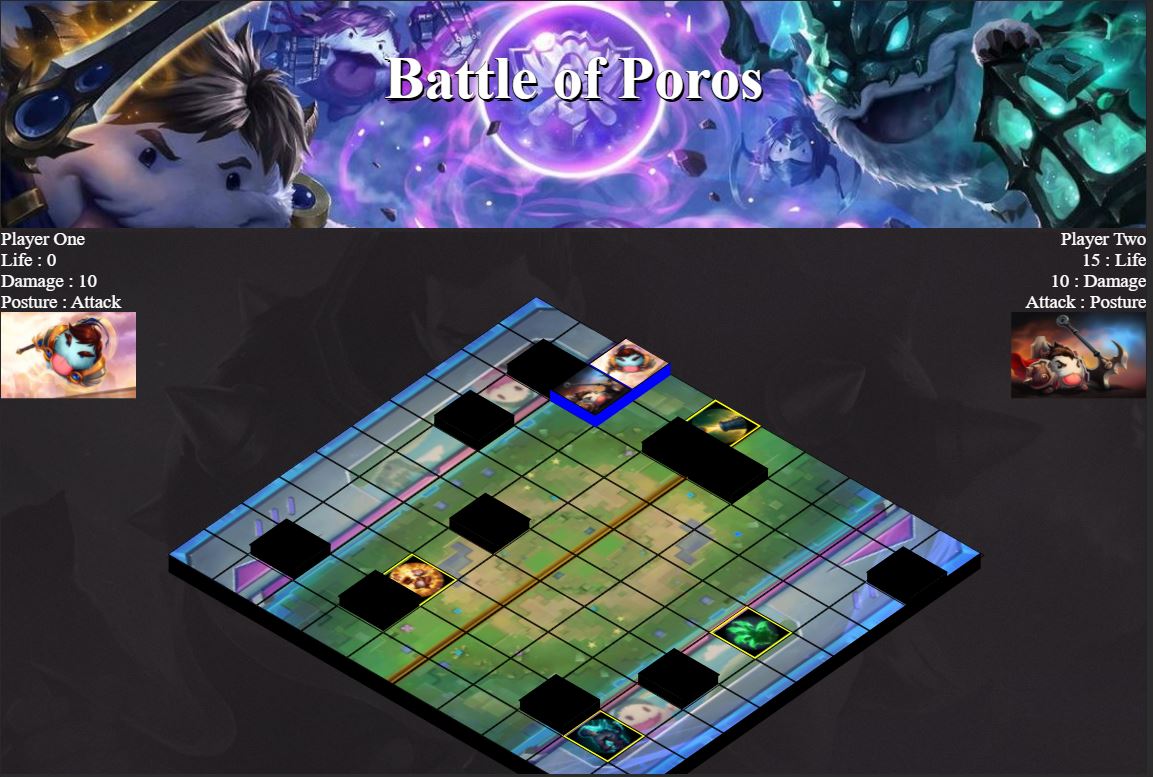 Battle of Poros
Player One
Life : 0
Damage : 10
Posture : Attack
Player Two
15 : Life
10 : Damage
Attack : Posture